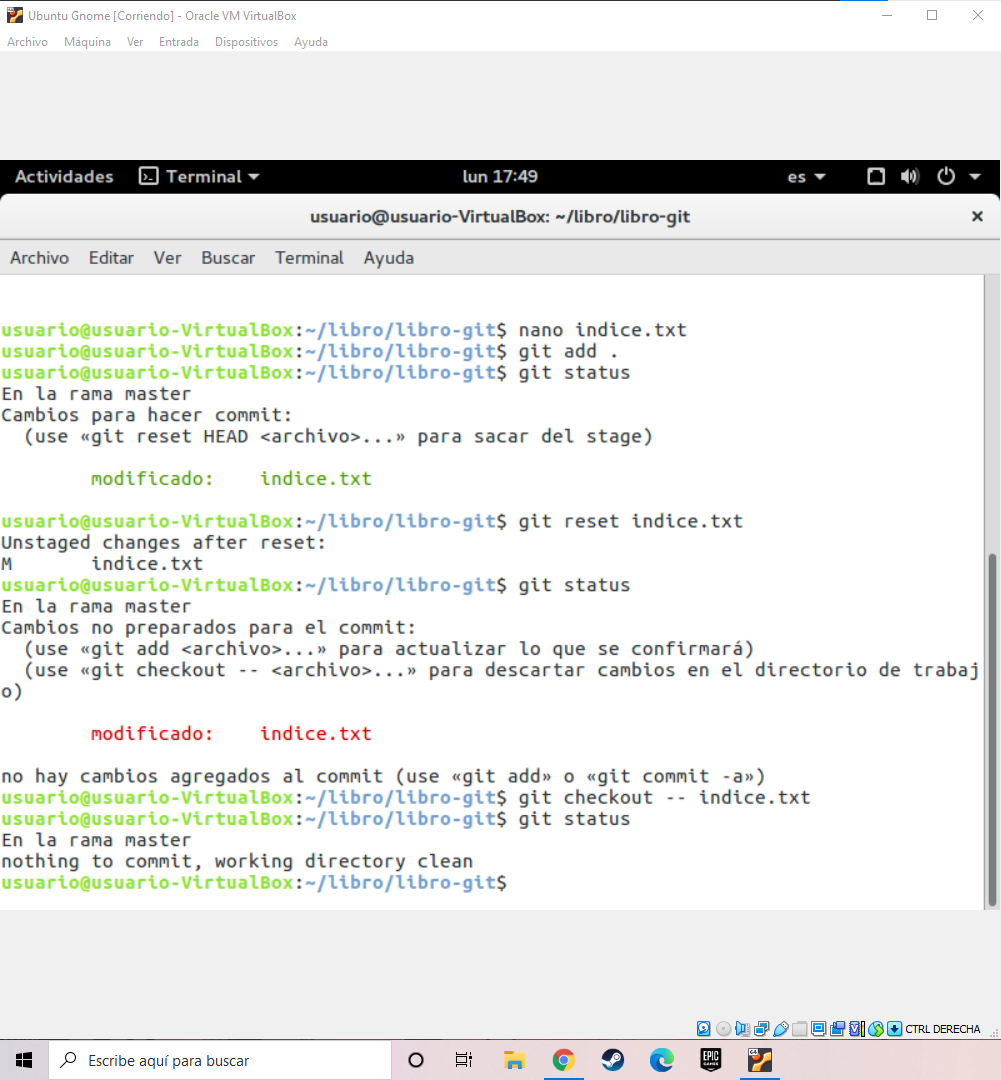 Ubuntu Gnome [Corriendo] - Oracle VM VirtualBox
Archivo Máquina Ver Entrada Dispositivos Ayuda
Actividades Terminal lun 17:49 es
usuario@usuario-VirtualBox: ~/libro/libro-git
Archivo Editar Ver Buscar Terminal Ayuda
usuario@usuario-VirtualBox:~/libro/libro-git$ nano indice.txt
usuario@usuario-VirtualBox:~/libro/libro-git$ git add .
usuario@usuario-VirtualBox:~/libro/libro-git$ git status
En la rama master
Cambios para hacer commit:
  (use «git reset HEAD <archivo>...» para sacar del stage)
        modificado:    indice.txt
usuario@usuario-VirtualBox:~/libro/libro-git$ git reset indice.txt
Unstaged changes after reset:
M       indice.txt
usuario@usuario-VirtualBox:~/libro/libro-git$ git status
En la rama master
Cambios no preparados para el commit:
  (use «git add <archivo>...» para actualizar lo que se confirmará)
  (use «git checkout -- <archivo>...» para descartar cambios en el directorio de trabaj
o)
        modificado:    indice.txt
no hay cambios agregados al commit (use «git add» o «git commit -a»)
usuario@usuario-VirtualBox:~/libro/libro-git$ git checkout -- indice.txt
usuario@usuario-VirtualBox:~/libro/libro-git$ git status
En la rama master
nothing to commit, working directory clean
usuario@usuario-VirtualBox:~/libro/libro-git$
CTRL DERECHA
Escribe aquí para buscar
EPIC
GAMES